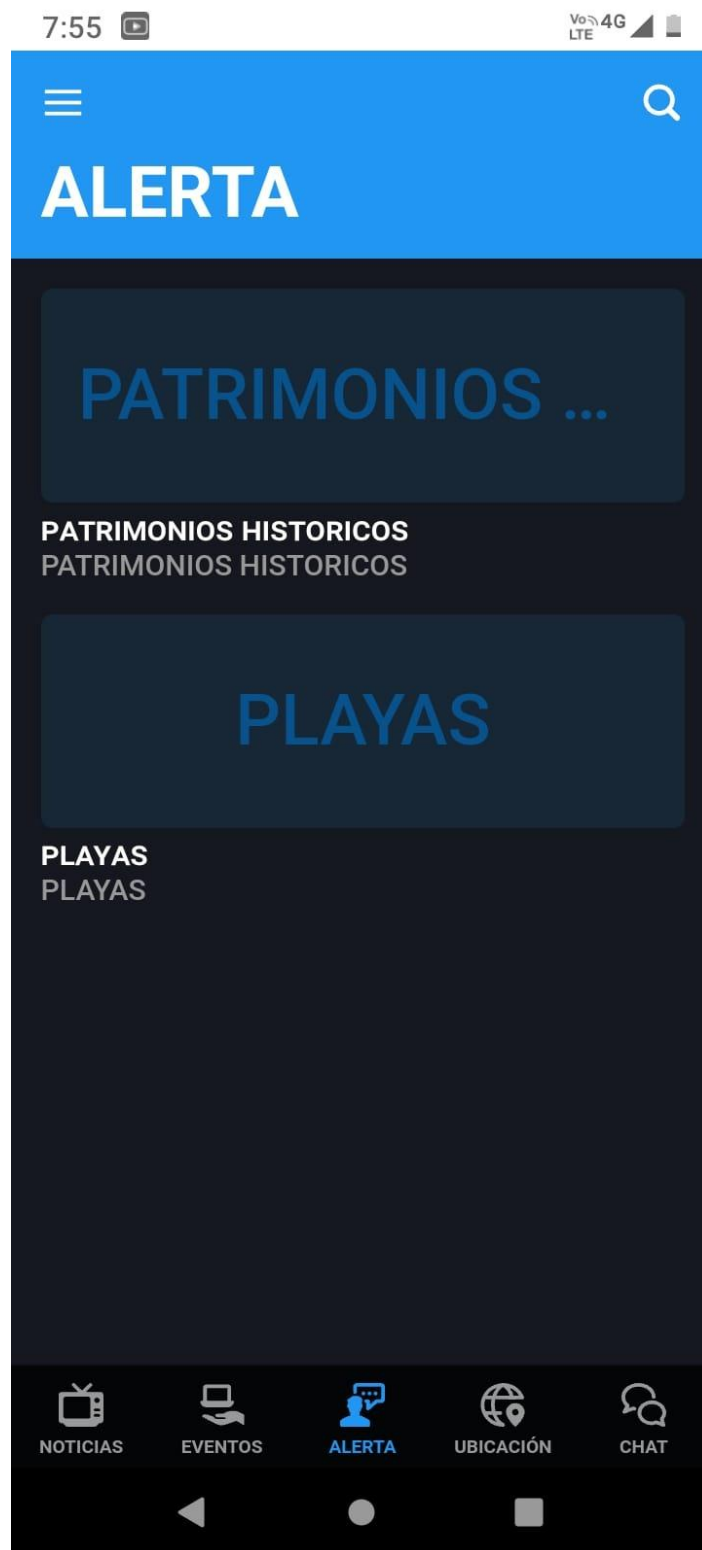 7:55
Vo LTE 4G
ALERTA
PATRIMONIOS ...
PATRIMONIOS HISTORICOS
PATRIMONIOS HISTORICOS
PLAYAS
PLAYAS
PLAYAS
NOTICIAS EVENTOS ALERTA UBICACIÓN CHAT